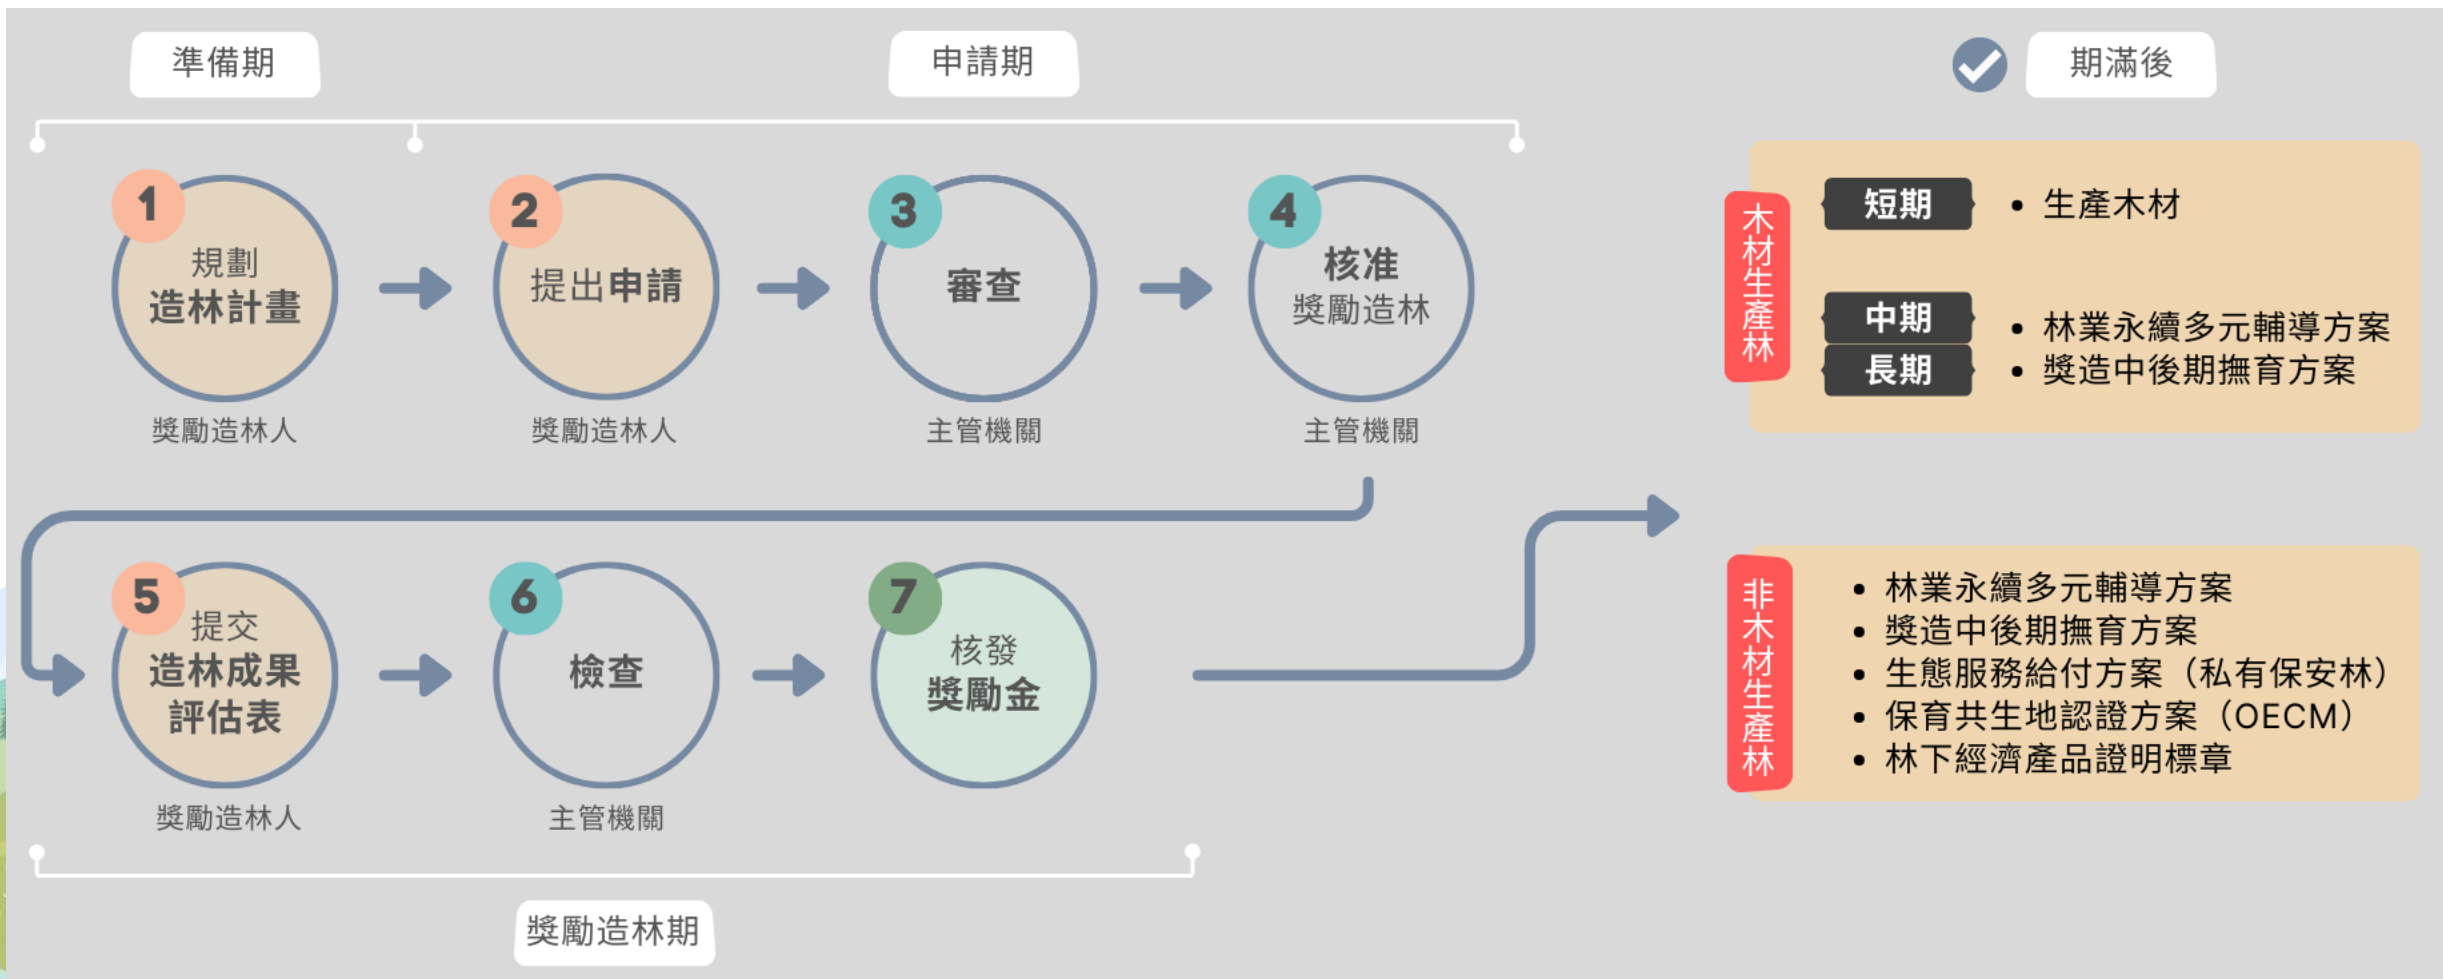 準備期
申請期
期滿後
1
規劃
造林計畫
獎勵造林人
2
提出申請
獎勵造林人
3
審查
主管機關
4
核准
獎勵造林
主管機關
5
提交
造林成果
評估表
獎勵造林人
6
檢查
主管機關
7
核發
獎勵金
獎勵造林期
木材生產林
短期
• 生產木材
中期
長期
• 林業永續多元輔導方案
• 獎造中後期撫育方案
非木材生產林
• 林業永續多元輔導方案
• 獎造中後期撫育方案
• 生態服務給付方案（私有保安林）
• 保育共生地認證方案（OECM）
• 林下經濟產品證明標章